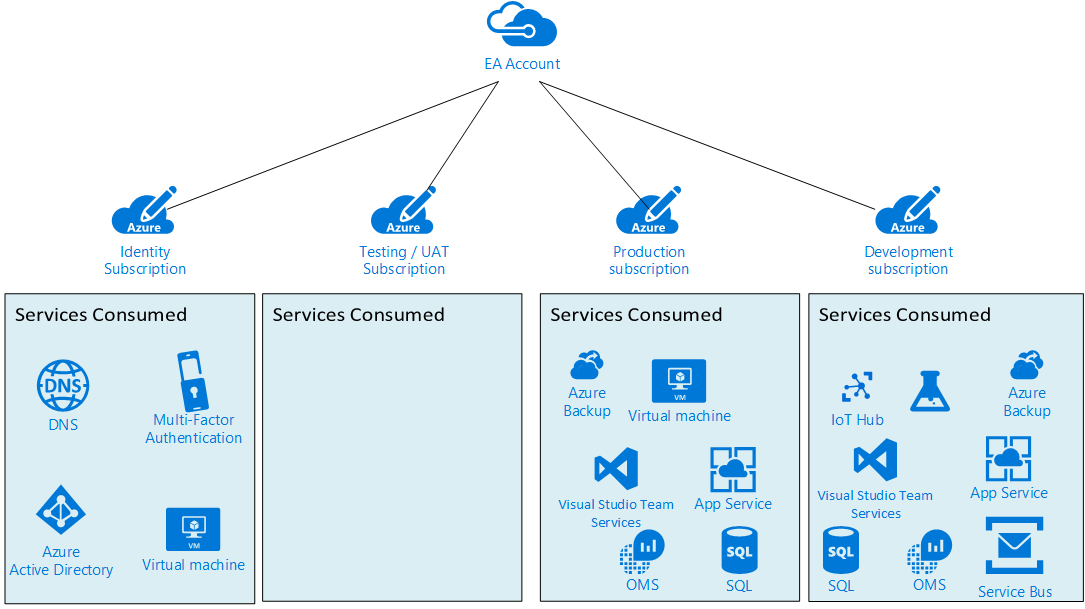 EA Account
Azure
Identity
Subscription
Azure
Testing / UAT
Subscription
Azure
Production
subscription
Azure
Development
subscription
Services Consumed
DNS
DNS
Multi-Factor
Authentication
Azure
Active Directory
VM
Virtual machine
Services Consumed
Services Consumed
Azure
Backup
VM
Virtual machine
Visual Studio Team
Services
App Service
OMS
SQL
SQL
Services Consumed
IoT Hub
Azure
Backup
Visual Studio Team
Services
App Service
SQL
SQL
OMS
Service Bus